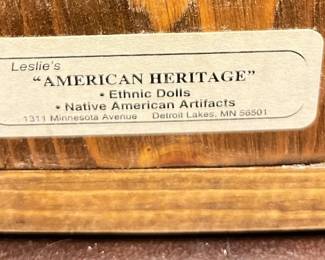 Leslie's
"AMERICAN HERITAGE"
• Ethnic Dolls
• Native American Artifacts
1311 Minnesota Avenue Detroit Lakes, MN 56501